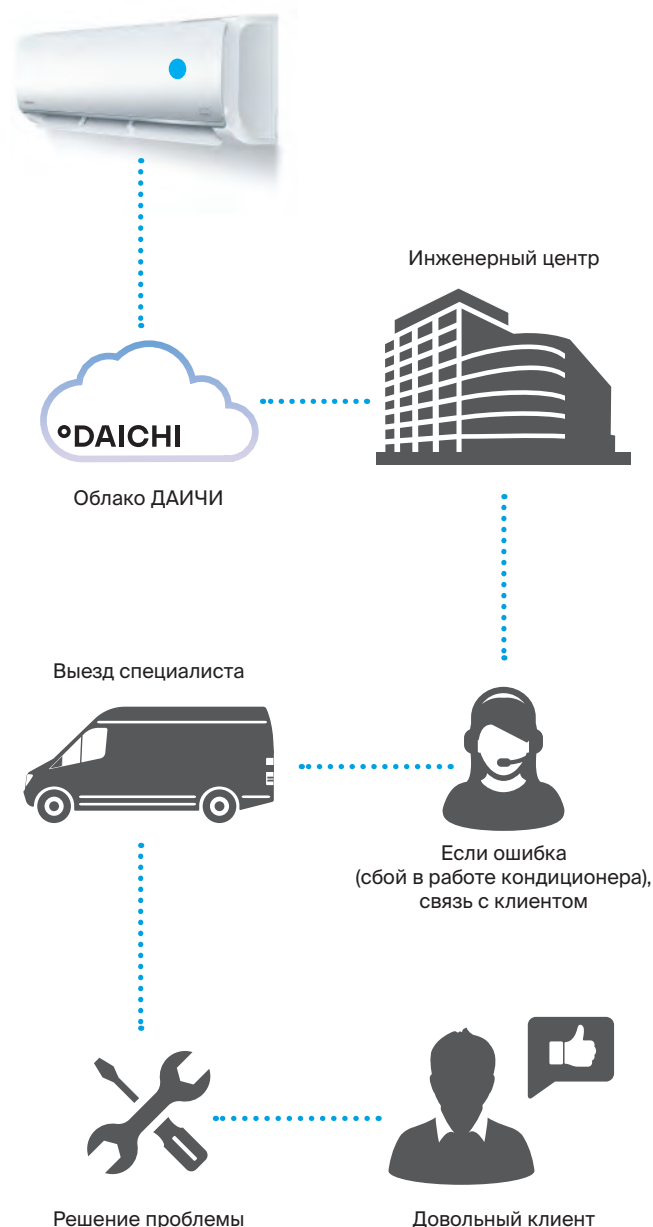 Инженерный центр
°DAICHI
Облако ДАИЧИ
Выезд специалиста
Если ошибка
(сбой в работе кондиционера),
связь с клиентом
Решение проблемы
Довольный клиент